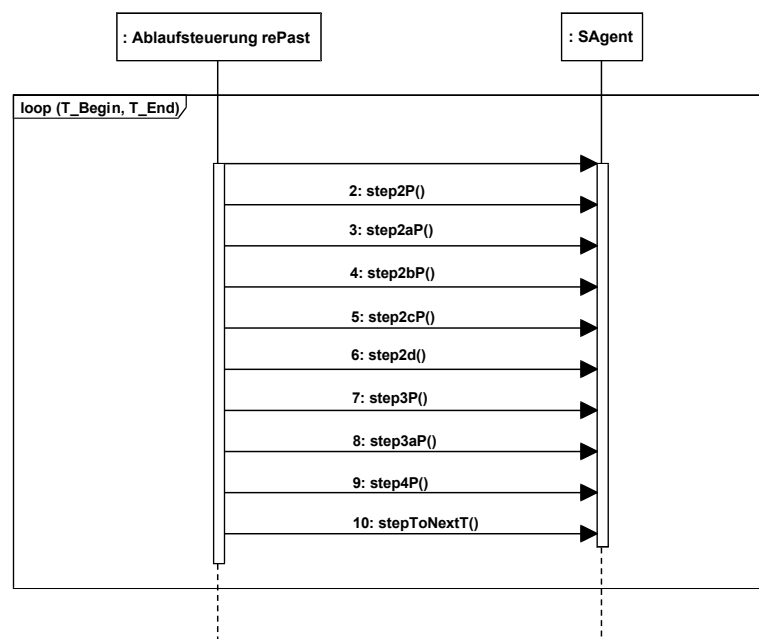 : Ablaufsteuerung rePast
: SAgent
loop (T_Begin, T_End)
2: step2P()
3: step2aP()
4: step2bP()
5: step2cP()
6: step2d()
7: step3P()
8: step3aP()
9: step4P()
10: stepToNextT()